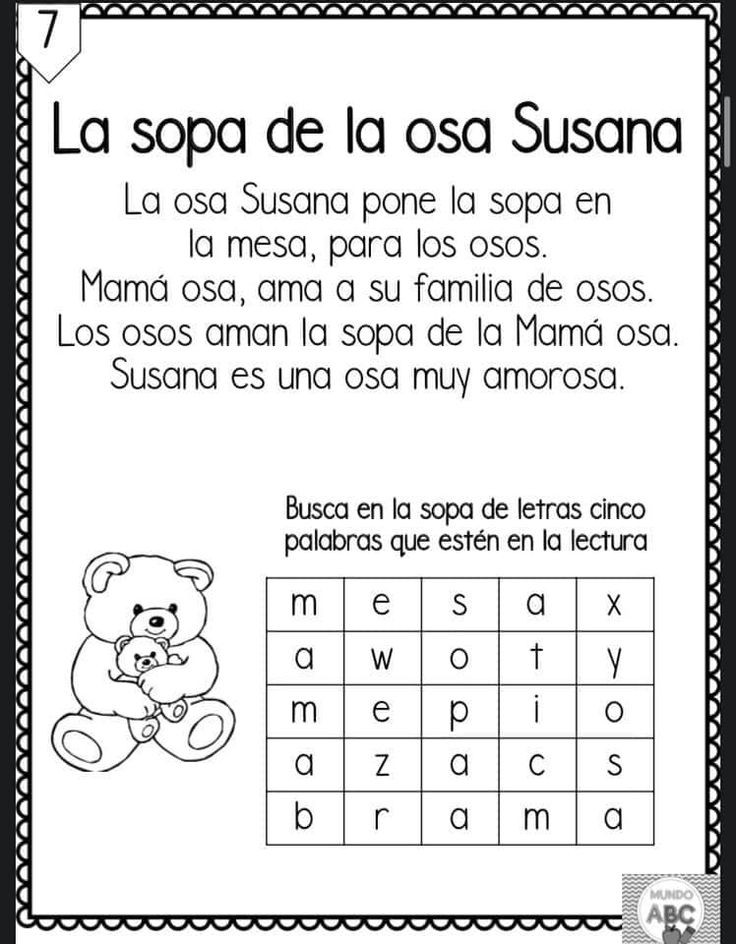 7
La sopa de la osa Susana
La osa Susana pone la sopa en
la mesa, para los osos.
Mamá osa, ama a su familia de osos.
Los osos aman la sopa de la Mamá osa.
Susana es una osa muy amorosa.
Busca en la sopa de letras cinco
palabras que estén en la lectura
m e s a x
a w o t y
m e p i o
a z a c s
b r a m a
MUNDO
ABC